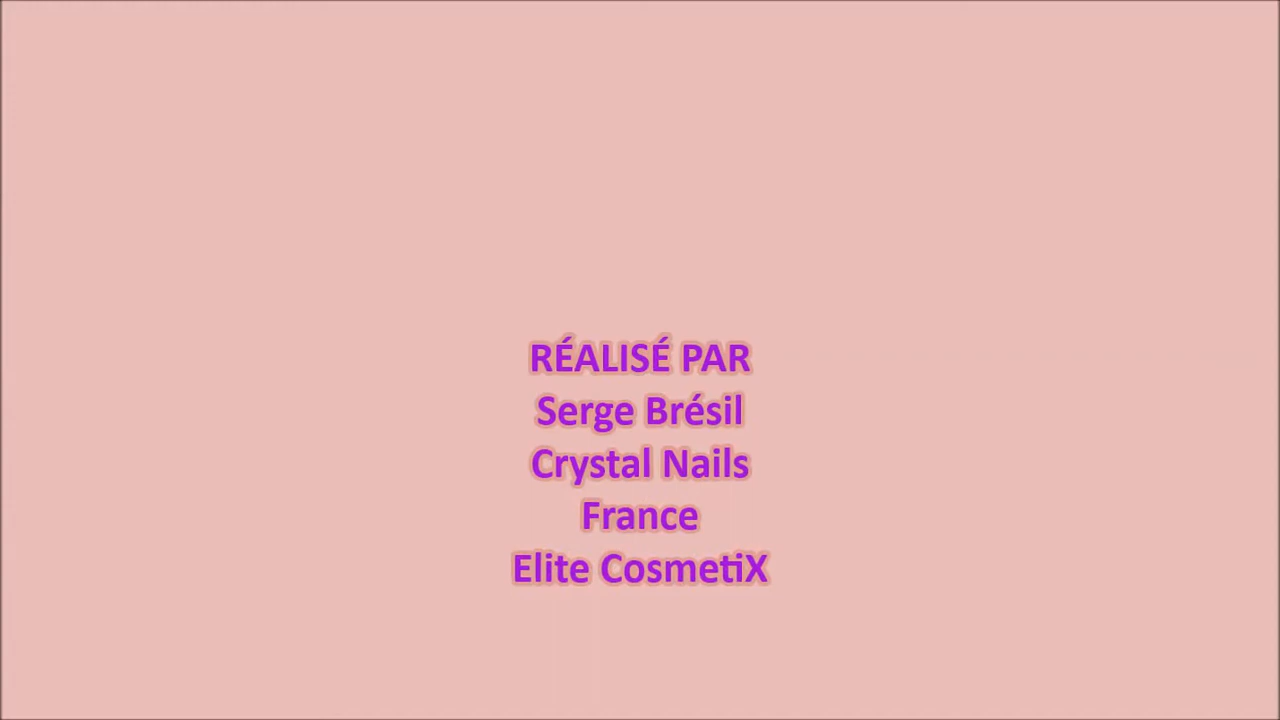 RÉALISÉ PAR
Serge Brésil
Crystal Nails
France
Elite CosmetiX